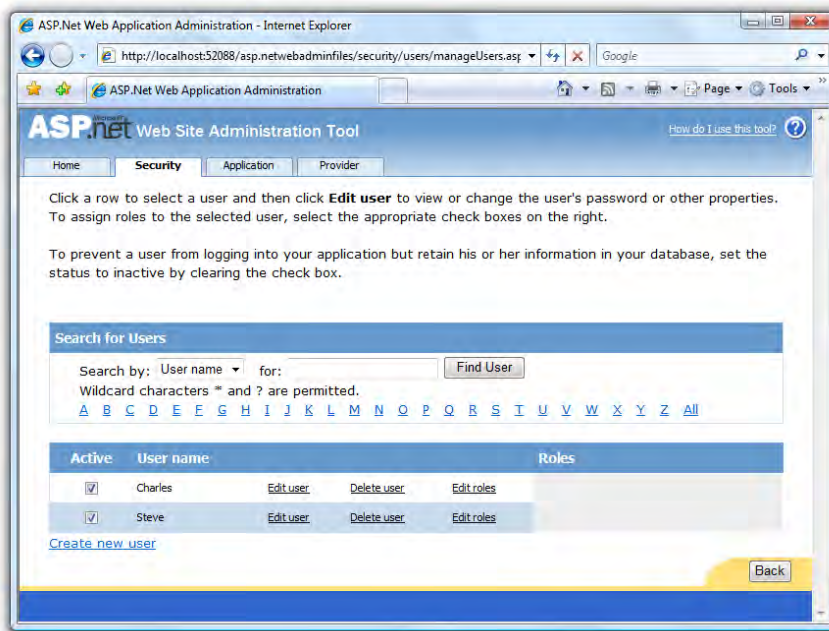 ASP.Net Web Application Administration - Internet Explorer
http://localhost:52088/asp.netwebadminfiles/security/users/manageUsers.asp
Google
ASP.Net Web Application Administration
Page Tools
Microsoft
ASP.net Web Site Administration Tool
How do I use this tool? ?
Home Security Application Provider
Click a row to select a user and then click Edit user to view or change the user's password or other properties.
To assign roles to the selected user, select the appropriate check boxes on the right.
To prevent a user from logging into your application but retain his or her information in your database, set the
status to inactive by clearing the check box.
Search for Users
Search by: User name for: Find User
Wildcard characters * and ? are permitted.
A B C D E F G H I J K L M N O P Q R S T U V W X Y Z All
Active User name Roles
Charles Edit user Delete user Edit roles
Steve Edit user Delete user Edit roles
Create new user
Back